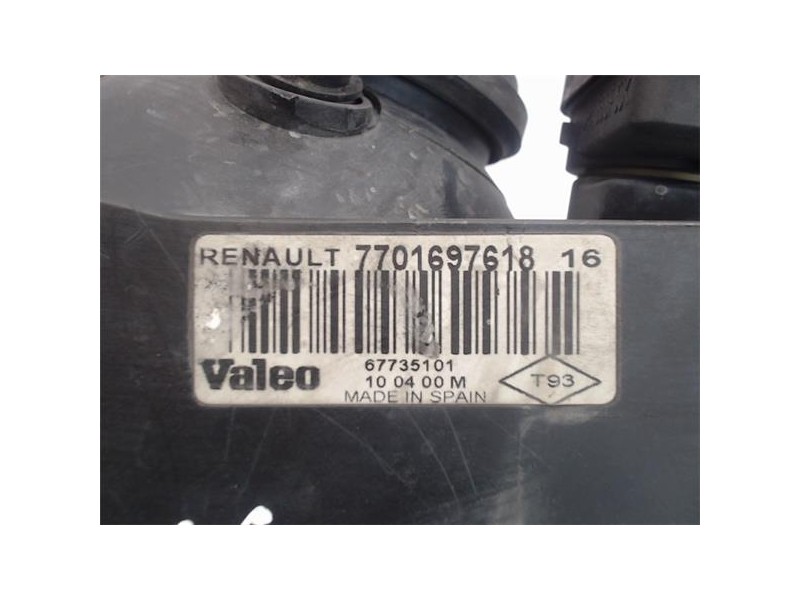 RENAULT 7701697618 16
67735101
Valeo
10 04 00 M
T93
MADE IN SPAIN